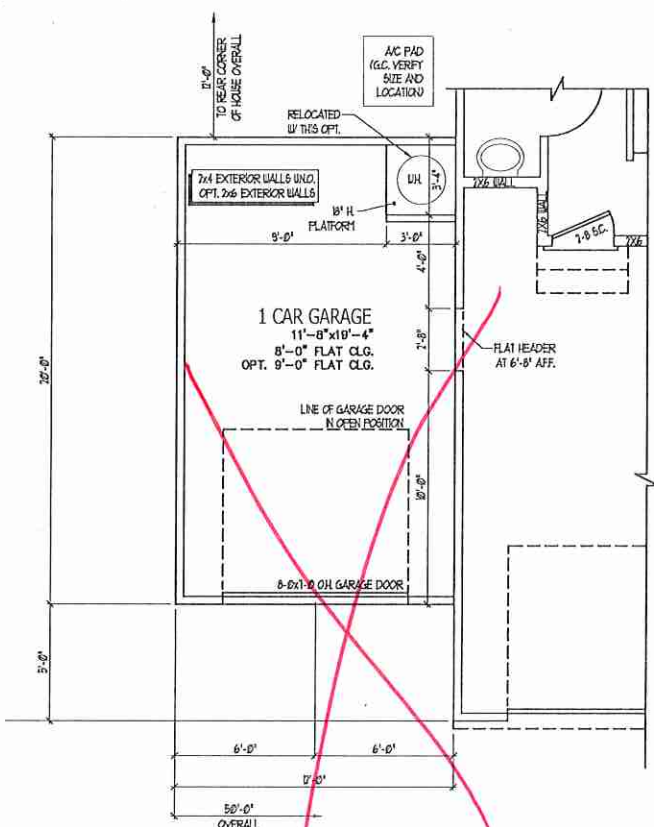 12'-0"
TO REAR CORNER
OF HOUSE OVERALL
A/C PAD
(G.C. VERIFY
SIZE AND
LOCATION)
RELOCATED
W/ THIS OPT.
2x4 EXTERIOR WALLS U.N.O.
OPT. 2x6 EXTERIOR WALLS
W.H.
3'-4"
18" H.
PLATFORM
2X6 WALL
2X6 WALL
2-8 S.C.
2X6
9'-0"
3'-0"
4'-0"
1 CAR GARAGE
11'-8"x19'-4"
8'-0" FLAT CLG.
OPT. 9'-0" FLAT CLG.
2'-8"
FLAT HEADER
AT 6'-8" AFF.
20'-0"
LINE OF GARAGE DOOR
IN OPEN POSITION
10'-0"
O.H. GARAGE DOOR
5'-0"
6'-0"
6'-0"
12'-0"
50'-0"
OVERALL